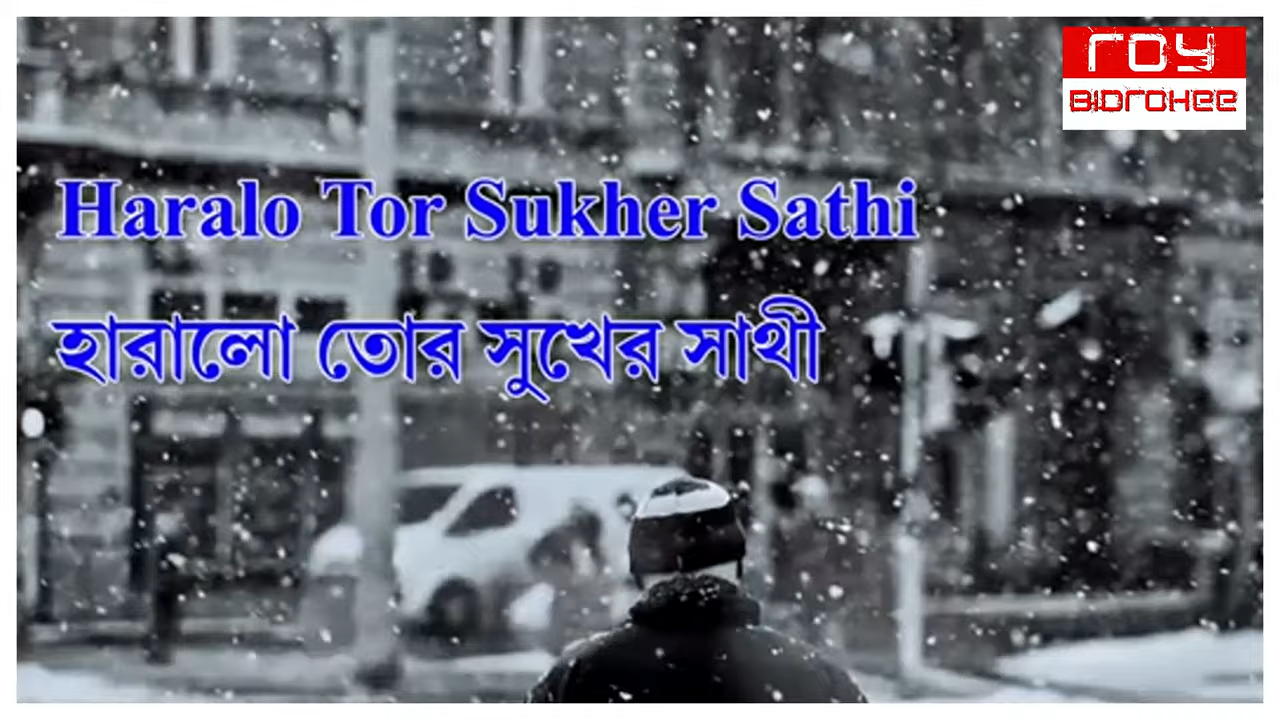 ROY
BIDROHEE
Haralo Tor Sukher Sathi
হারালো তোর সুখের সাথী